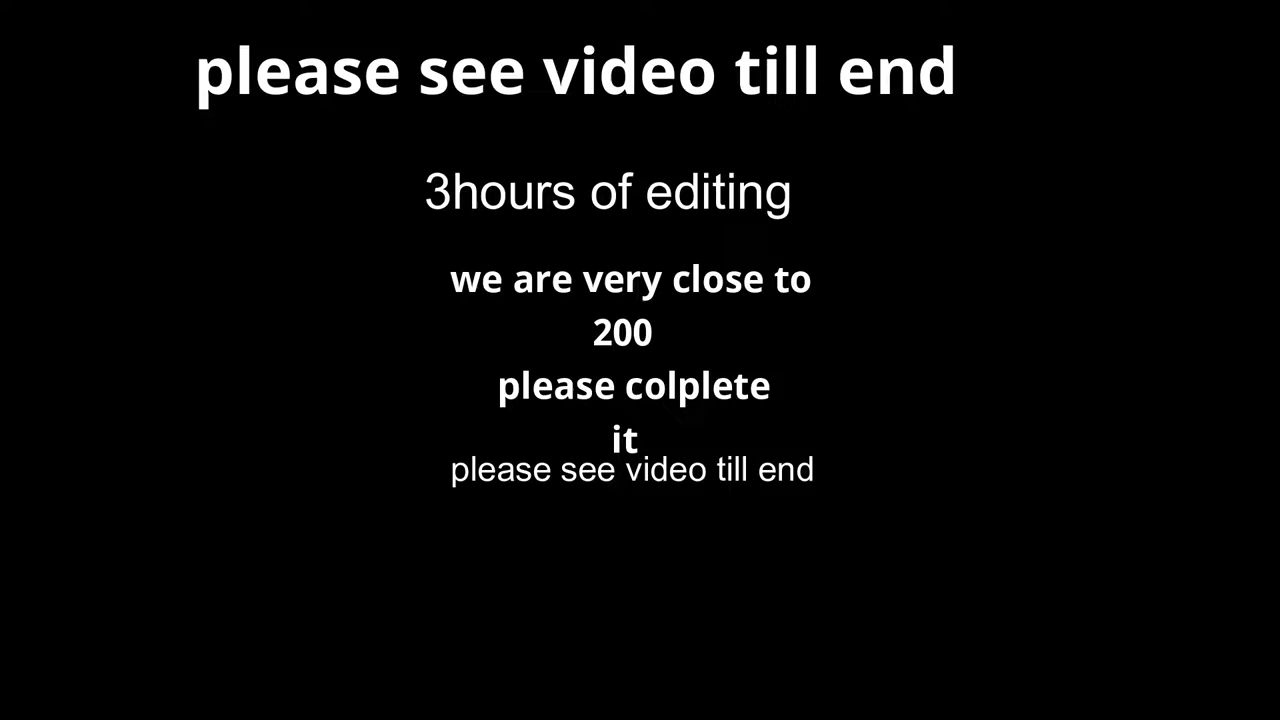 please see video till end
3hours of editing
we are very close to
200
please colplete
it
please see video till end